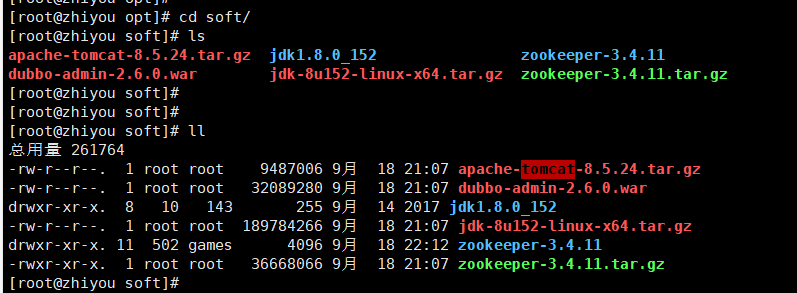 [root@zhiyou opt]#
[root@zhiyou opt]# cd soft/
[root@zhiyou soft]# ls
apache-tomcat-8.5.24.tar.gz  jdk1.8.0_152                zookeeper-3.4.11
dubbo-admin-2.6.0.war        jdk-8u152-linux-x64.tar.gz  zookeeper-3.4.11.tar.gz
[root@zhiyou soft]#
[root@zhiyou soft]#
[root@zhiyou soft]# ll
总用量 261764
-rw-r--r--.  1 root root    9487006 9月  18 21:07 apache-tomcat-8.5.24.tar.gz
-rw-r--r--.  1 root root   32089280 9月  18 21:07 dubbo-admin-2.6.0.war
drwxr-xr-x.  8   10   143       255 9月  14 2017 jdk1.8.0_152
-rw-r--r--.  1 root root  189784266 9月  18 21:07 jdk-8u152-linux-x64.tar.gz
drwxr-xr-x. 11  502 games      4096 9月  18 22:12 zookeeper-3.4.11
-rwxr-xr-x.  1 root root   36668066 9月  18 21:07 zookeeper-3.4.11.tar.gz
[root@zhiyou soft]#